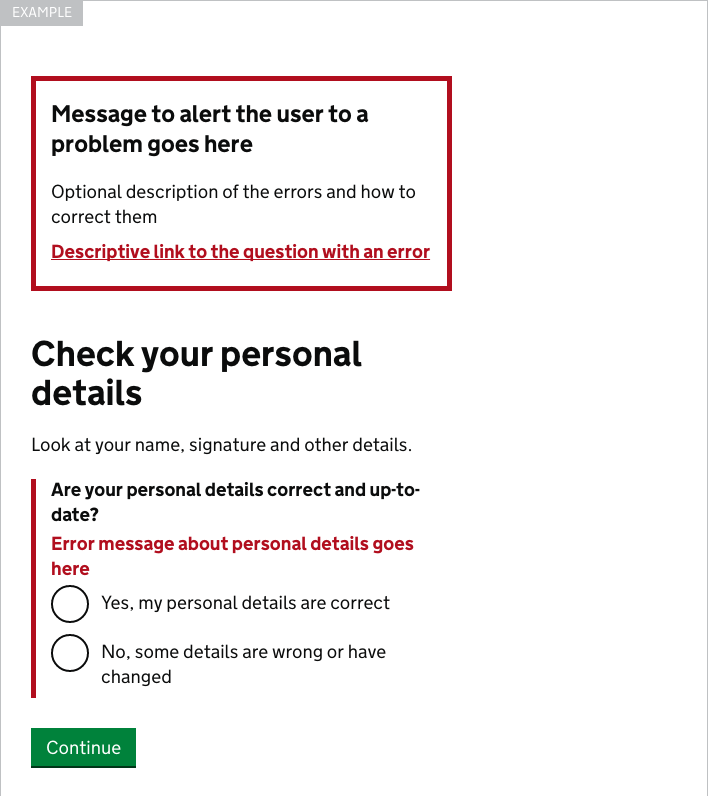 EXAMPLE
Message to alert the user to a
problem goes here
Optional description of the errors and how to
correct them
Descriptive link to the question with an error
Check your personal
details
Look at your name, signature and other details.
Are your personal details correct and up-to-
date?
Error message about personal details goes
here
Yes, my personal details are correct
No, some details are wrong or have
changed
Continue